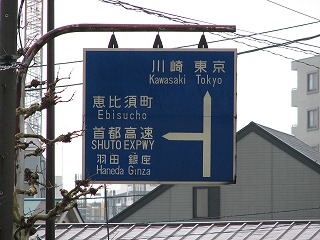 川崎 東京
Kawasaki Tokyo
恵比須町
Ebisucho
首都高速
SHUTO EXPWY
羽田 銀座
Haneda Ginza